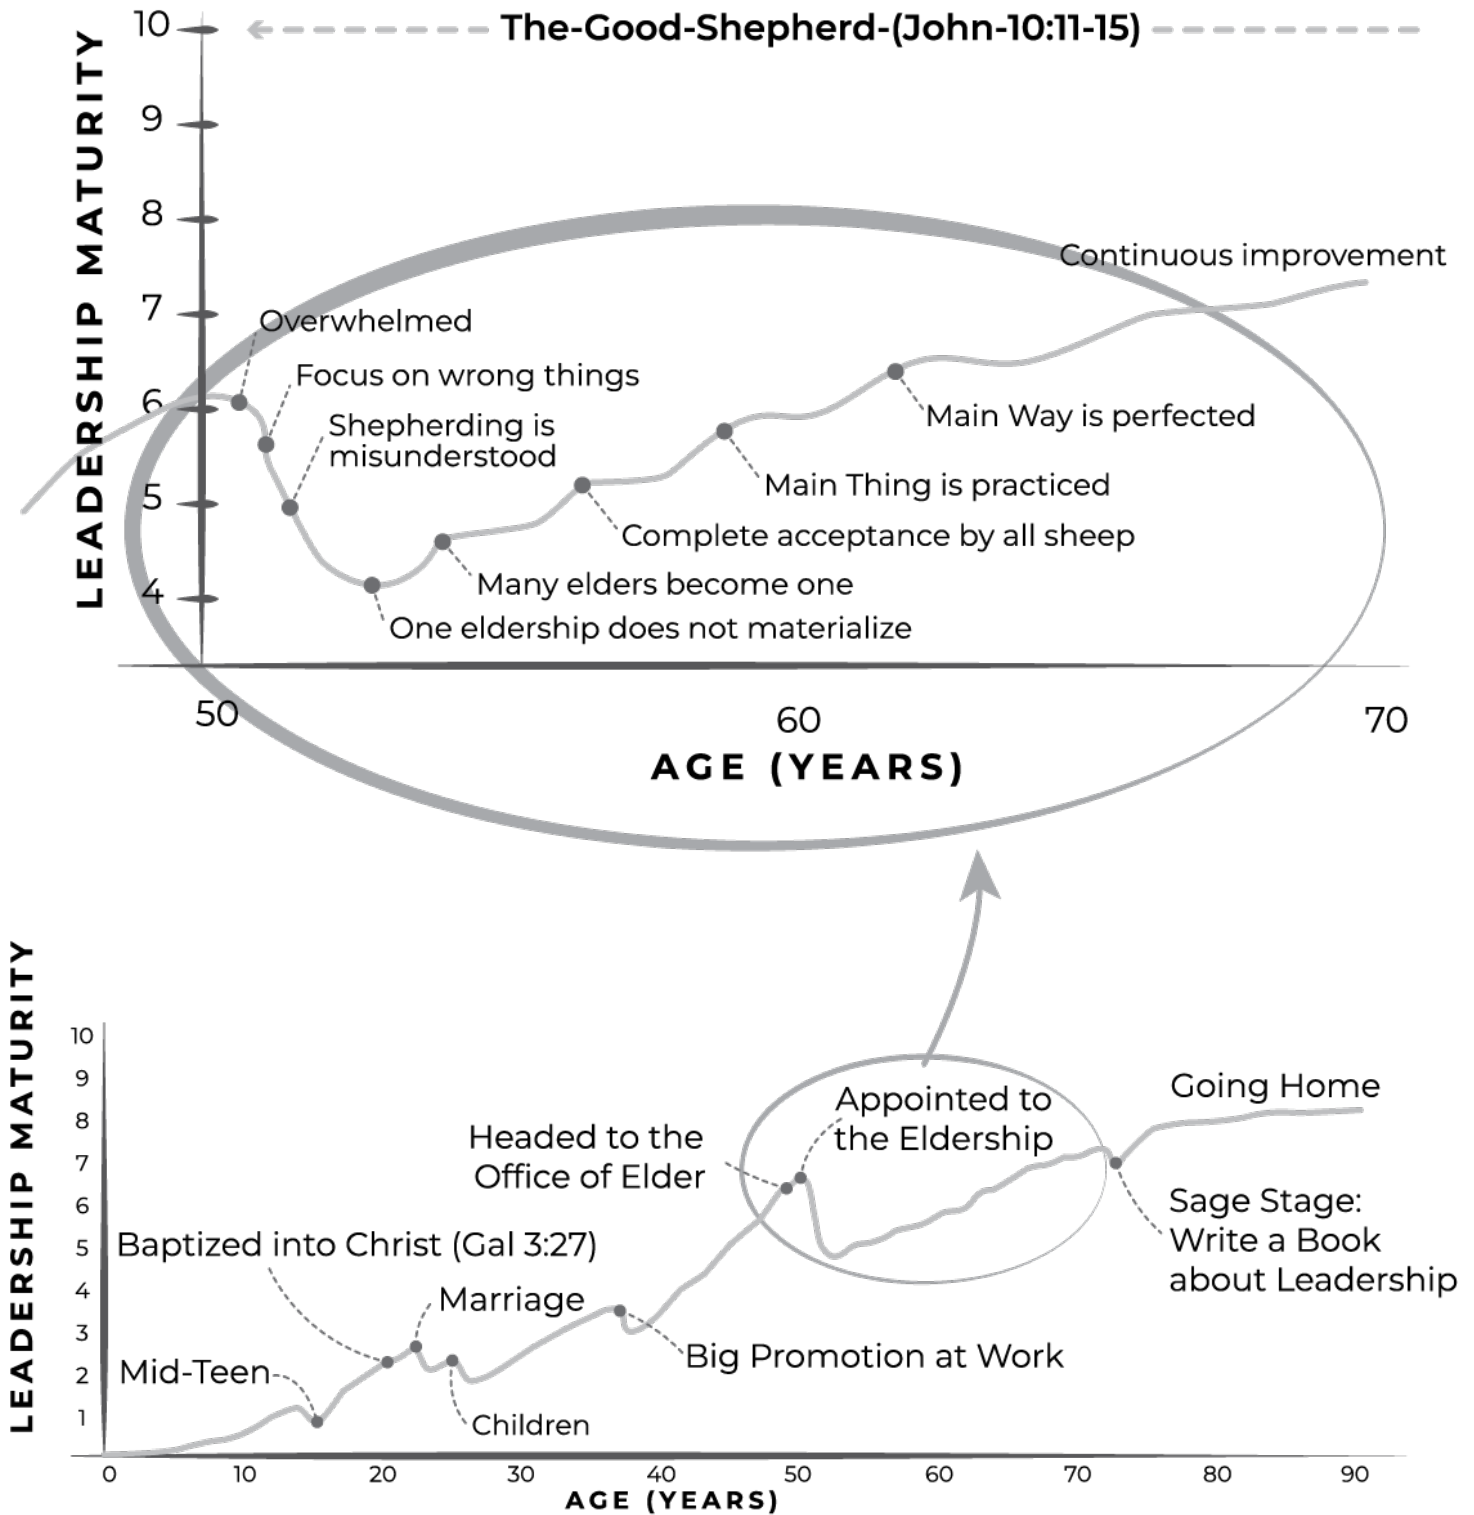 The-Good-Shepherd-(John-10:11-15)
LEADERSHIP MATURITY
10
9
8
7
6
5
4
Continuous improvement
Overwhelmed
Focus on wrong things
Shepherding is
misunderstood
Main Way is perfected
Main Thing is practiced
Complete acceptance by all sheep
Many elders become one
One eldership does not materialize
50
60
70
AGE (YEARS)
LEADERSHIP MATURITY
10
9
8
7
6
5
4
3
2
1
Going Home
Appointed to
the Eldership
Headed to the
Office of Elder
Sage Stage:
Write a Book
about Leadership
Baptized into Christ (Gal 3:27)
Marriage
Big Promotion at Work
Mid-Teen
Children
0
10
20
30
40
50
60
70
80
90
AGE (YEARS)